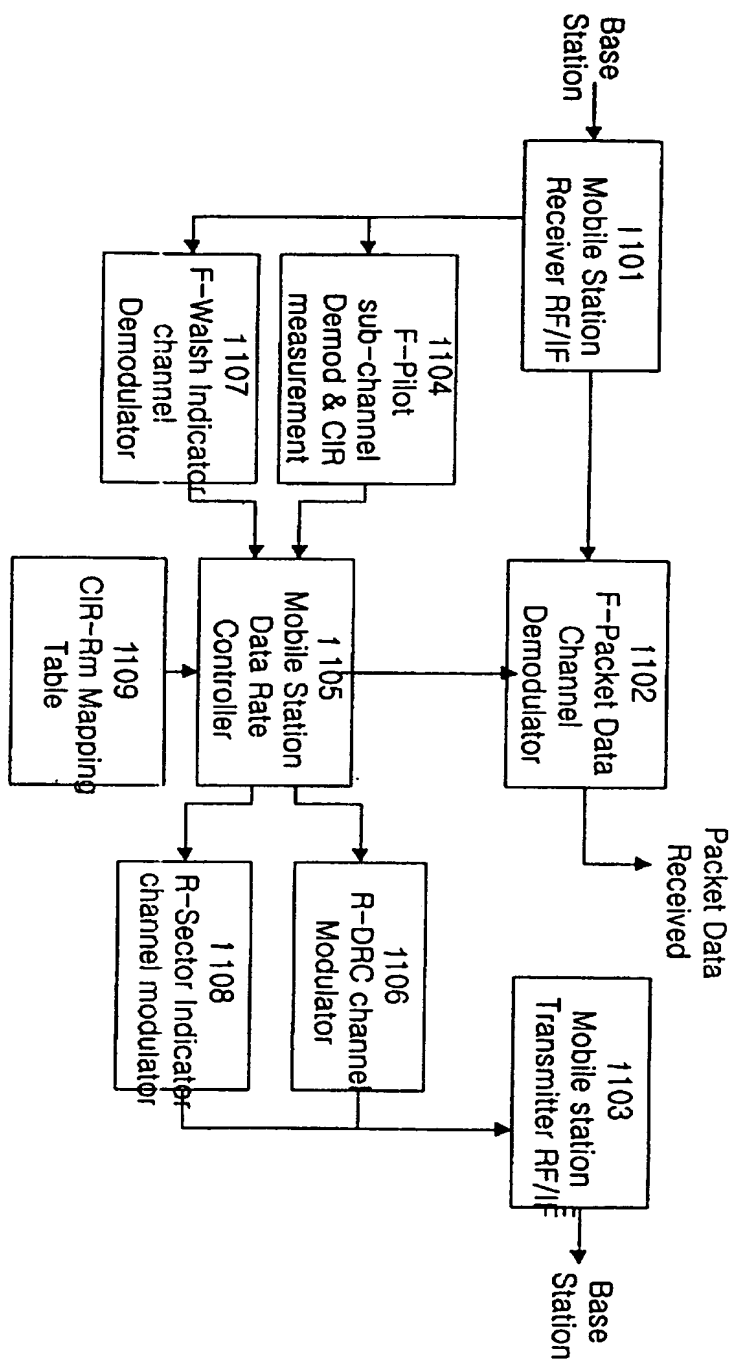 Base
Station
1101
Mobile Station
Receiver RF/IF
1102
F-Packet Data
Channel
Demodulator
Packet Data
Received
1103
Mobile station
Transmitter RF/IF
Base
Station
1104
F-Pilot
sub-channel
Demod & CIR
measurement
1105
Mobile Station
Data Rate
Controller
1106
R-DRC channel
Modulator
1107
F-Walsh Indicator
channel
Demodulator
1109
CIR-Rm Mapping
Table
1108
R-Sector Indicator
channel modulator